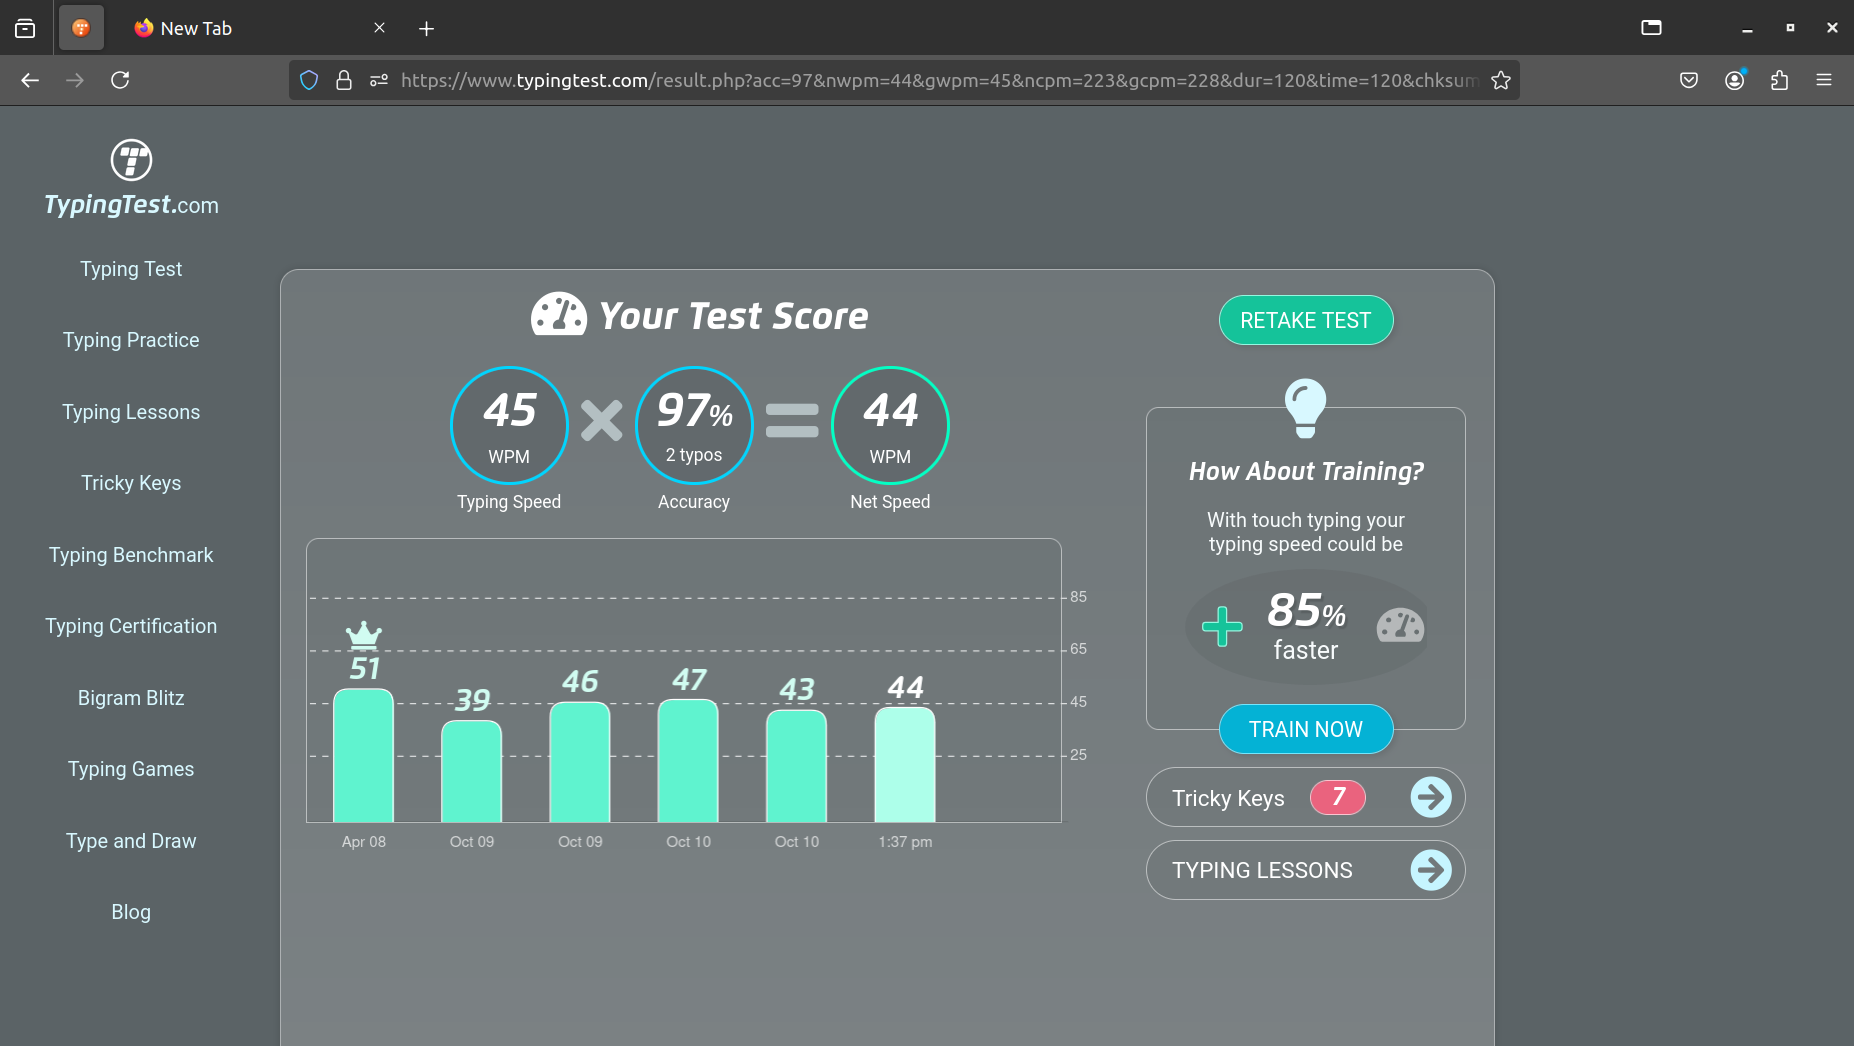 New Tab
https://www.typingtest.com/result.php?acc=97&nwpm=44&gwpm=45&ncpm=223&gcpm=228&dur=120&time=120&chksum
TypingTest.com
Typing Test
Typing Practice
Typing Lessons
Tricky Keys
Typing Benchmark
Typing Certification
Bigram Blitz
Typing Games
Type and Draw
Blog
Your Test Score
45
WPM
Typing Speed
97%
2 typos
Accuracy
44
WPM
Net Speed
85
65
45
25
51
39
46
47
43
44
Apr 08
Oct 09
Oct 09
Oct 10
Oct 10
1:37 pm
RETAKE TEST
How About Training?
With touch typing your
typing speed could be
85%
faster
TRAIN NOW
Tricky Keys 7
TYPING LESSONS